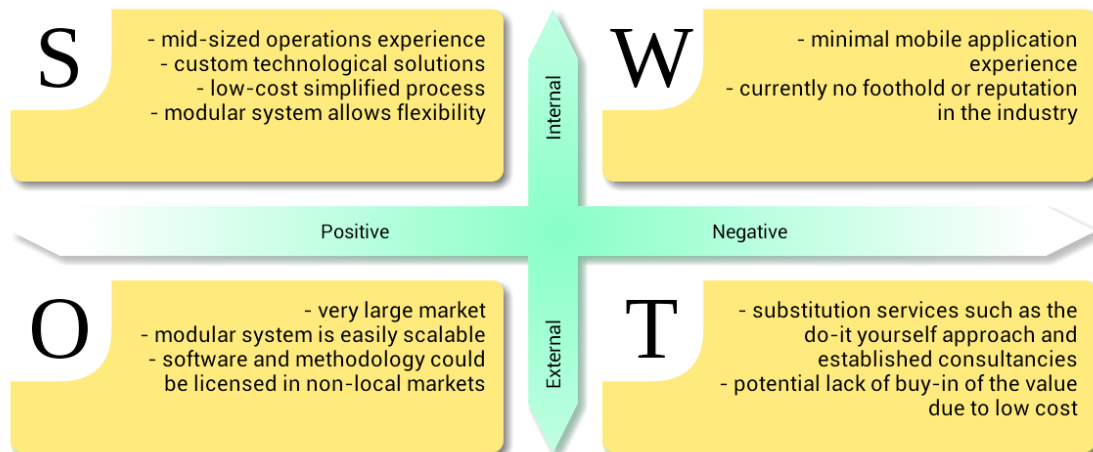 S
- mid-sized operations experience
- custom technological solutions
- low-cost simplified process
- modular system allows flexibility
Internal
W
- minimal mobile application
experience
- currently no foothold or reputation
in the industry
Positive
Negative
O
- very large market
- modular system is easily scalable
- software and methodology could
be licensed in non-local markets
External
T
- substitution services such as the
do-it yourself approach and
established consultancies
- potential lack of buy-in of the value
due to low cost